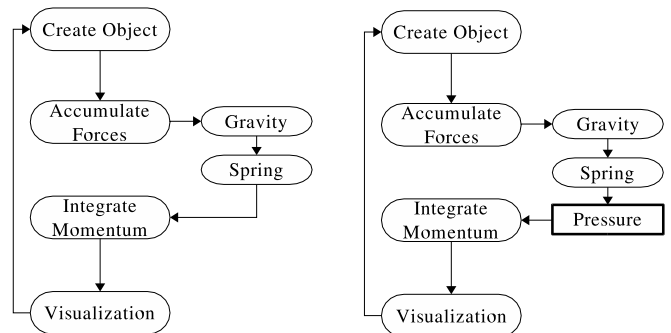 Create Object
Accumulate
Forces
Gravity
Spring
Integrate
Momentum
Visualization
Create Object
Accumulate
Forces
Gravity
Spring
Pressure
Integrate
Momentum
Visualization